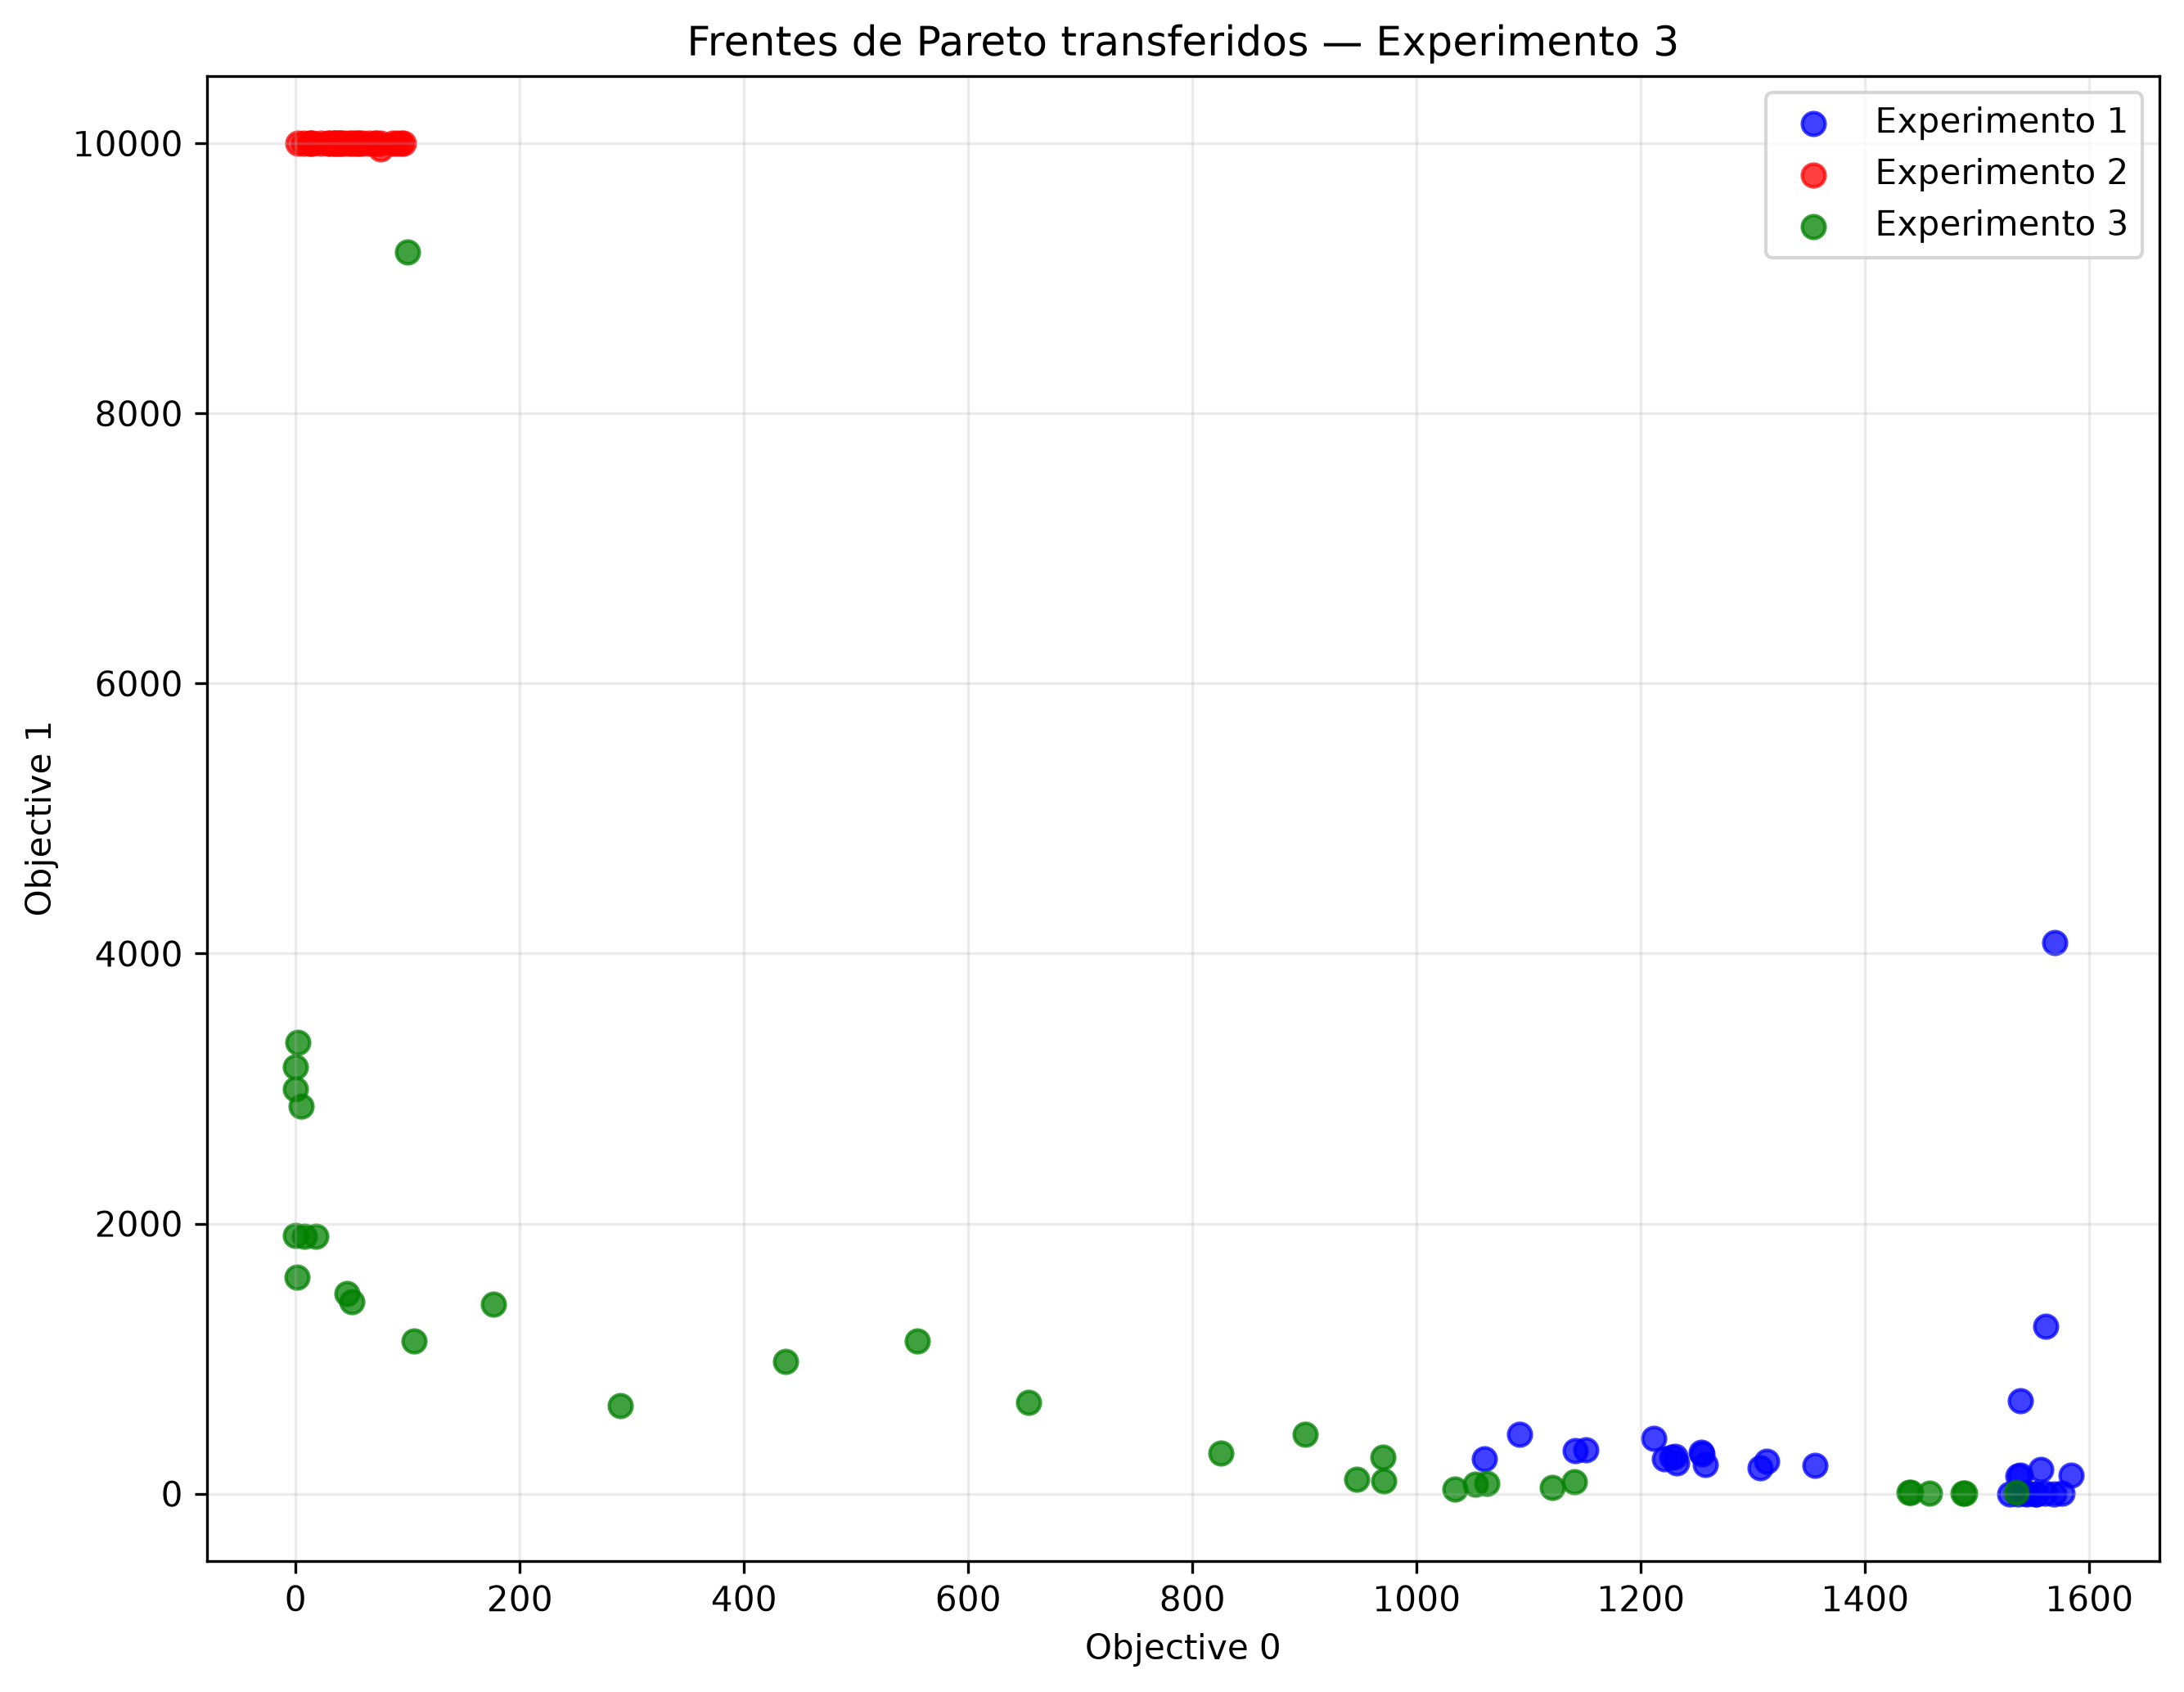 Frentes de Pareto transferidos — Experimento 3
Experimento 1
Experimento 2
Experimento 3
10000
8000
6000
4000
2000
0
Objective 1
0 200 400 600 800 1000 1200 1400 1600
Objective 0